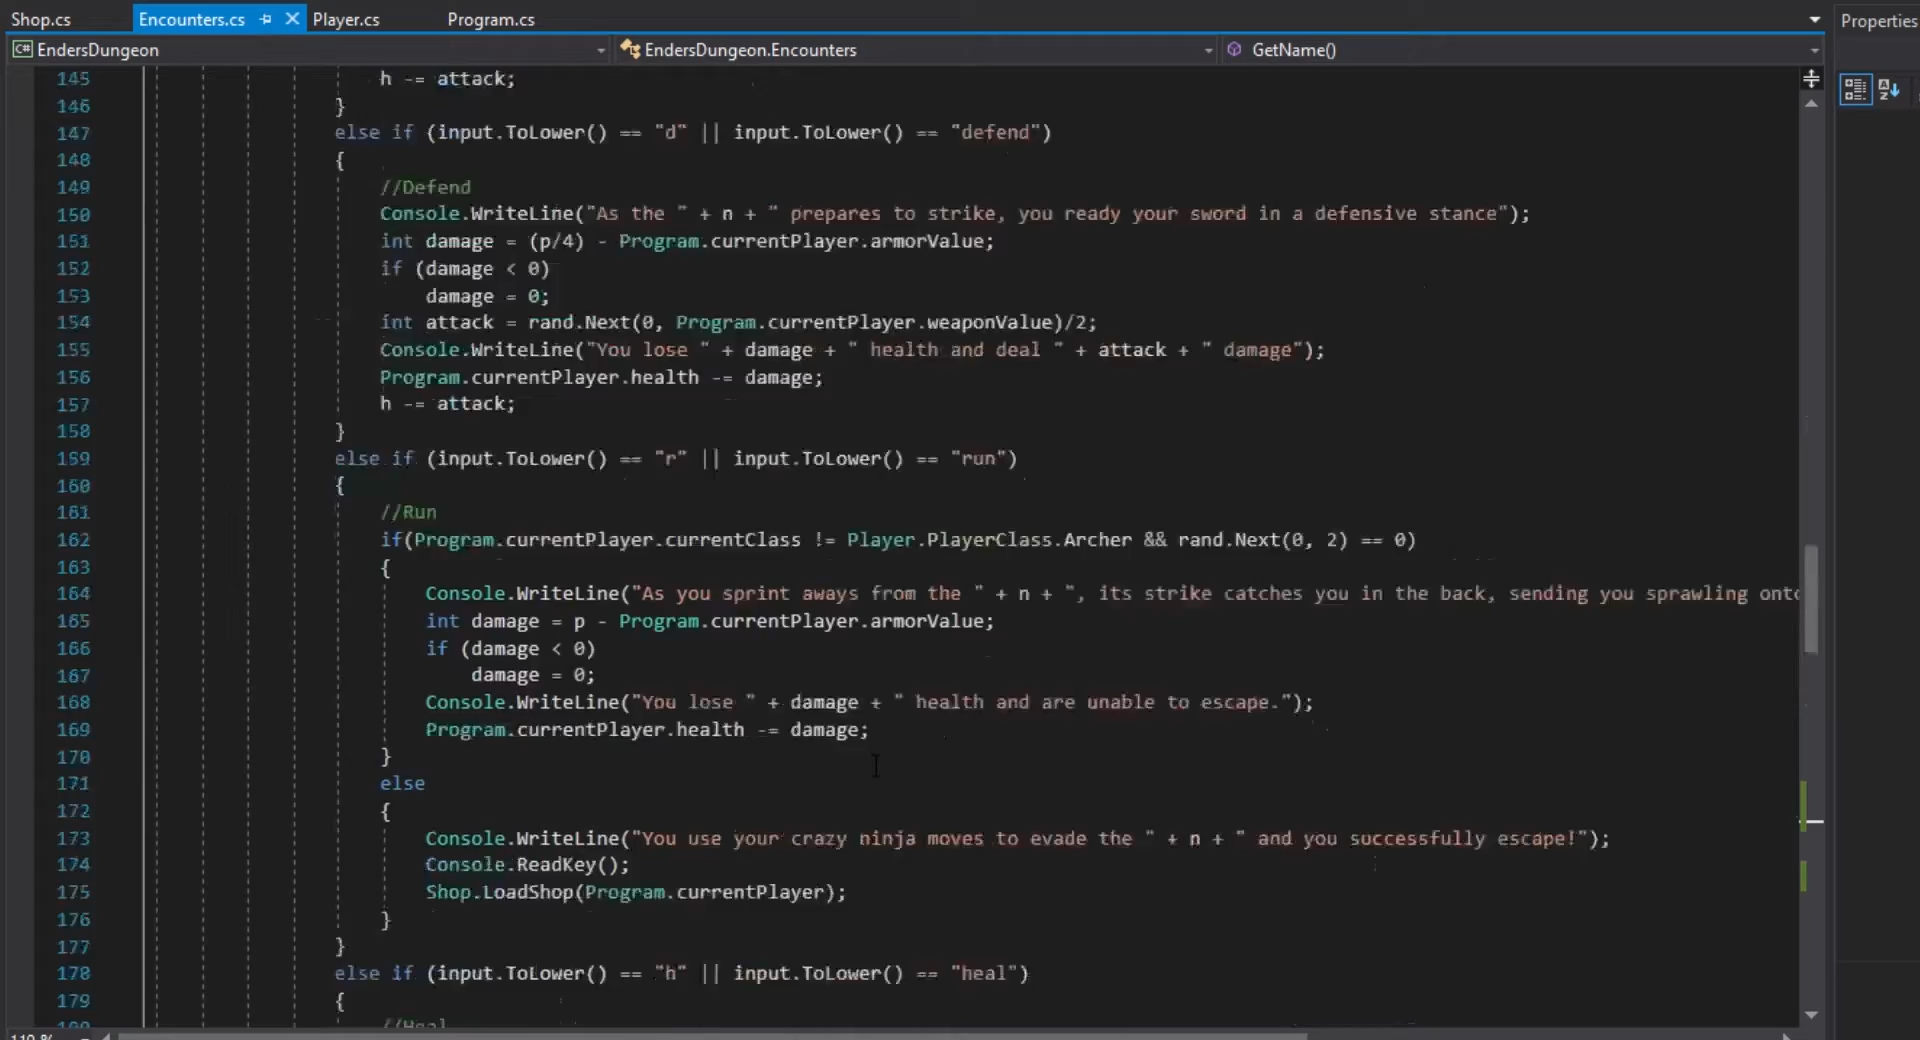 Shop.cs Encounters.cs Player.cs Program.cs Properties
EndersDungeon EndersDungeon.Encounters GetName()
145 h -= attack;
146 }
147 else if (input.ToLower() == "d" || input.ToLower() == "defend")
148 {
149 //Defend
150 Console.WriteLine("As the " + n + " prepares to strike, you ready your sword in a defensive stance");
151 int damage = (p/4) - Program.currentPlayer.armorValue;
152 if (damage < 0)
153 damage = 0;
154 int attack = rand.Next(0, Program.currentPlayer.weaponValue)/2;
155 Console.WriteLine("You lose " + damage + " health and deal " + attack + " damage");
156 Program.currentPlayer.health -= damage;
157 h -= attack;
158 }
159 else if (input.ToLower() == "r" || input.ToLower() == "run")
160 {
161 //Run
162 if(Program.currentPlayer.currentClass != Player.PlayerClass.Archer && rand.Next(0, 2) == 0)
163 {
164 Console.WriteLine("As you sprint aways from the " + n + ", its strike catches you in the back, sending you sprawling onto
165 int damage = p - Program.currentPlayer.armorValue;
166 if (damage < 0)
167 damage = 0;
168 Console.WriteLine("You lose " + damage + " health and are unable to escape.");
169 Program.currentPlayer.health -= damage;
170 }
171 else
172 {
173 Console.WriteLine("You use your crazy ninja moves to evade the " + n + " and you successfully escape!");
174 Console.ReadKey();
175 Shop.LoadShop(Program.currentPlayer);
176 }
177 }
178 else if (input.ToLower() == "h" || input.ToLower() == "heal")
179 {
180 //Heal
110 %